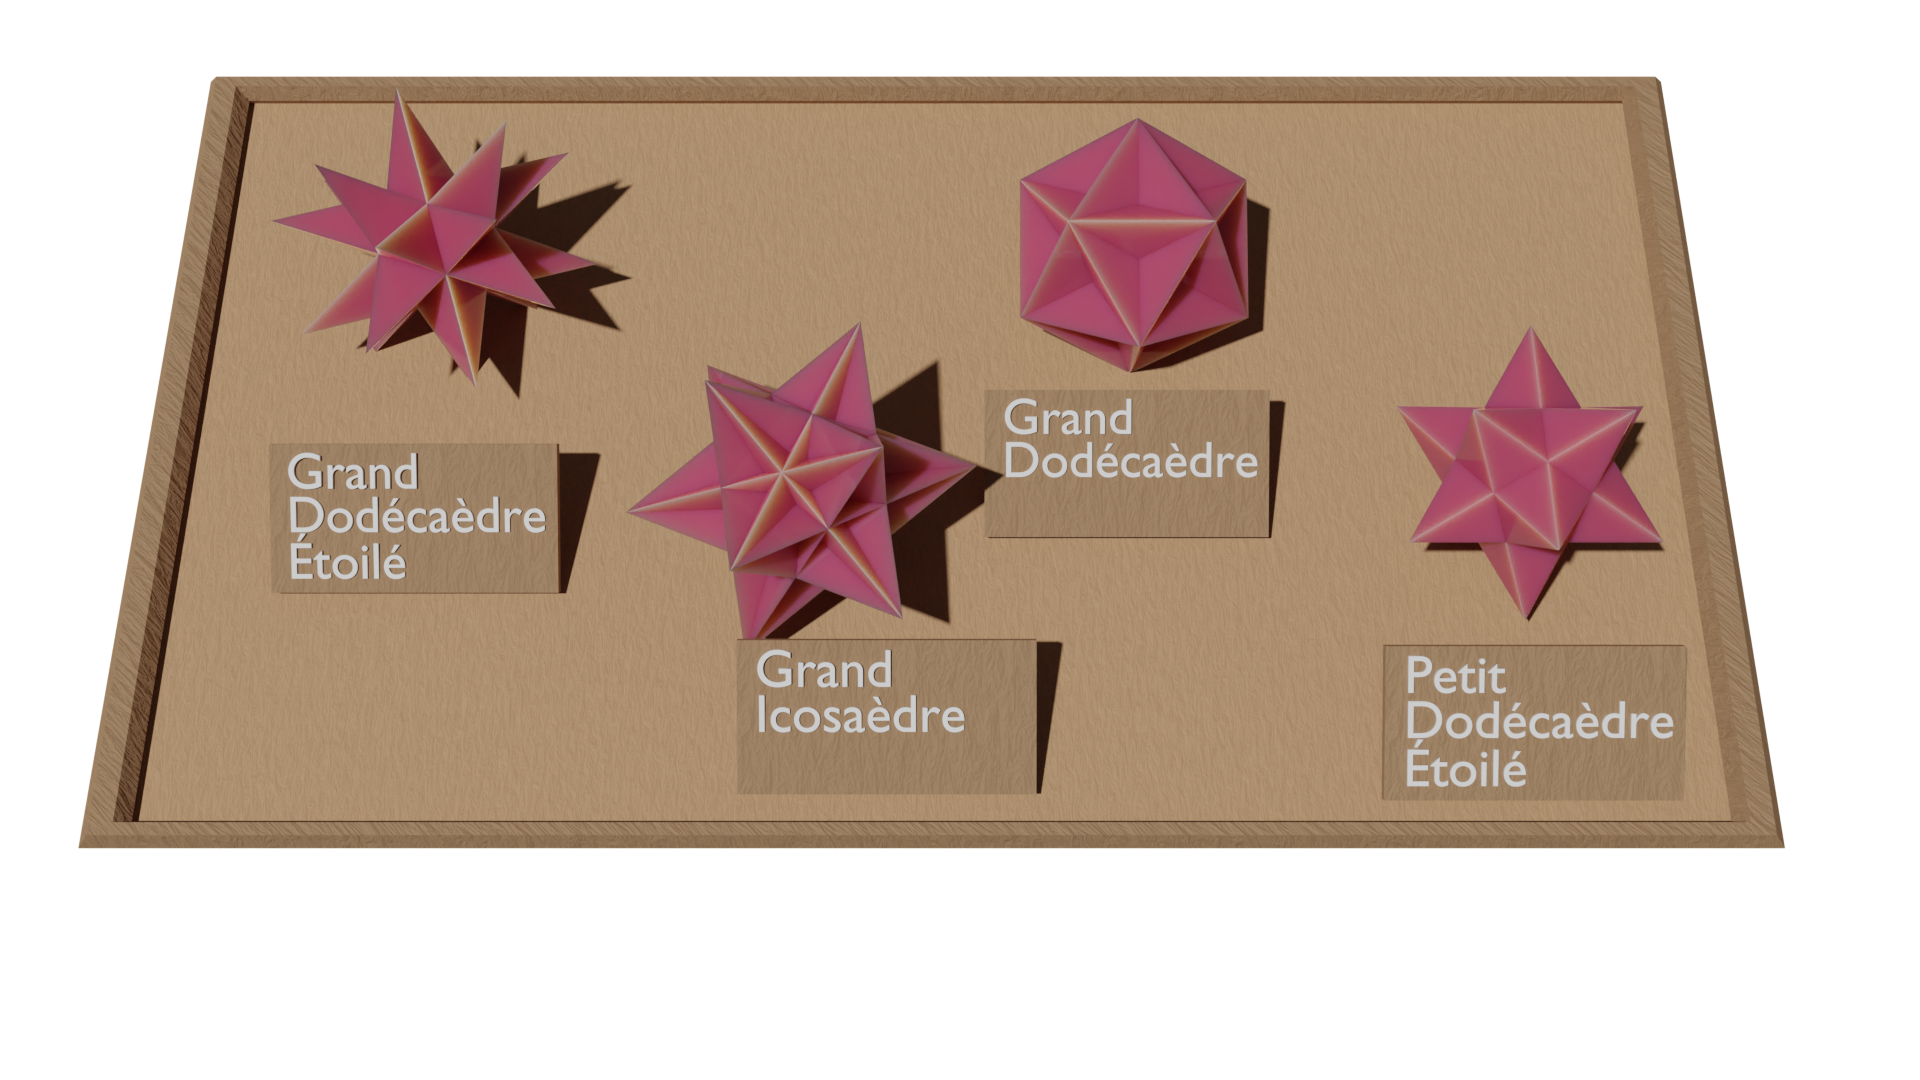 Grand
Dodécaèdre
Étoilé
Grand
Icosaèdre
Grand
Dodécaèdre
Petit
Dodécaèdre
Étoilé